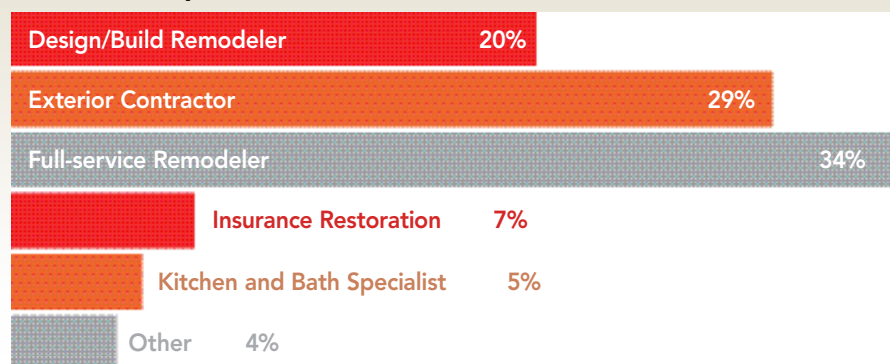 Design/Build Remodeler 20%
Exterior Contractor 29%
Full-service Remodeler 34%
Insurance Restoration 7%
Kitchen and Bath Specialist 5%
Other 4%